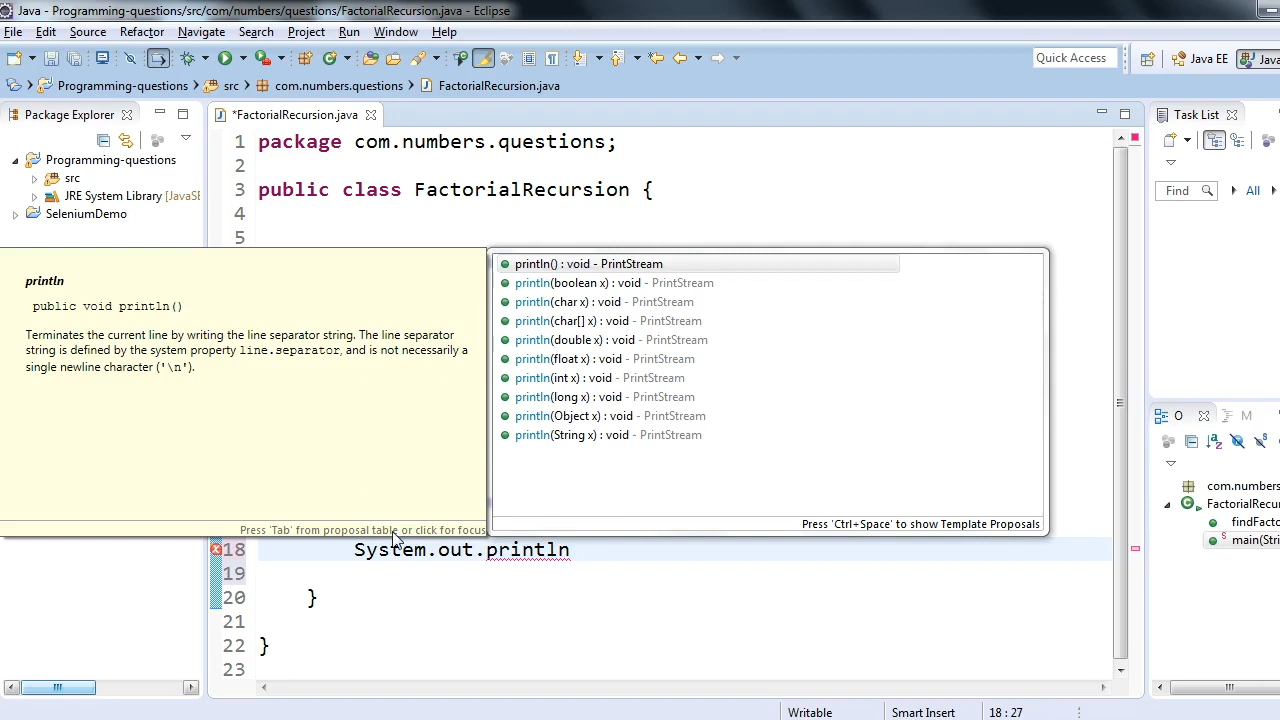 Java - Programming-questions/src/com/numbers/questions/FactorialRecursion.java - Eclipse
File Edit Source Refactor Navigate Search Project Run Window Help
Quick Access
Java EE
Java
Programming-questions
src
com.numbers.questions
FactorialRecursion.java
Package Explorer
Programming-questions
src
JRE System Library [JavaSE
SeleniumDemo
*FactorialRecursion.java
1 package com.numbers.questions;
2
3 public class FactorialRecursion {
4
5
println
public void println()
Terminates the current line by writing the line separator string. The line separator
string is defined by the system property line.separator, and is not necessarily a
single newline character ('\n').
Press 'Tab' from proposal table or click for focus
println() : void - PrintStream
println(boolean x) : void - PrintStream
println(char x) : void - PrintStream
println(char[] x) : void - PrintStream
println(double x) : void - PrintStream
println(float x) : void - PrintStream
println(int x) : void - PrintStream
println(long x) : void - PrintStream
println(Object x) : void - PrintStream
println(String x) : void - PrintStream
Press 'Ctrl+Space' to show Template Proposals
18 System.out.println
19
20 }
21
22 }
23
Task List
Find
All
O
M
com.numbers
FactorialRecur
findFacto
S
main(Stri
Writable
Smart Insert
18 : 27